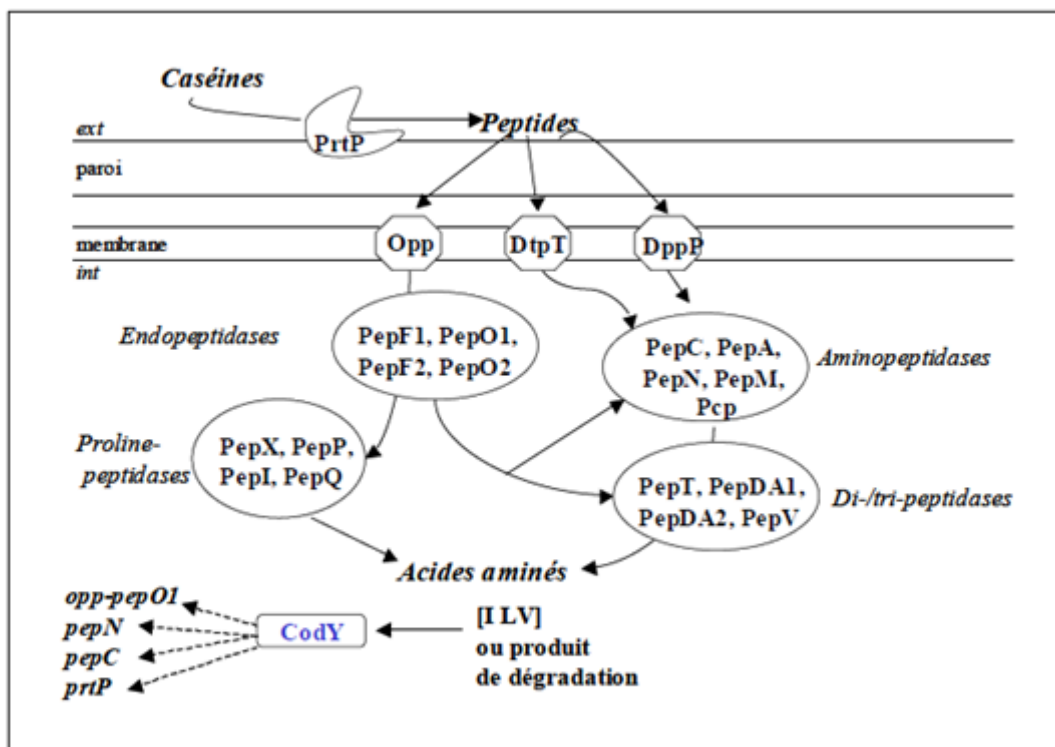 Caséines
ext
PrtP
Peptides
paroi
membrane
Opp
DtpT
DppP
int
Endopeptidases
PepF1, PepO1,
PepF2, PepO2
PepC, PepA,
PepN, PepM,
Pcp
Aminopeptidases
Proline-
peptidases
PepX, PepP,
PepI, PepQ
PepT, PepDA1,
PepDA2, PepV
Di-/tri-peptidases
Acides aminés
opp-pepO1
pepN
pepC
prtP
CodY
[I LV]
ou produit
de dégradation